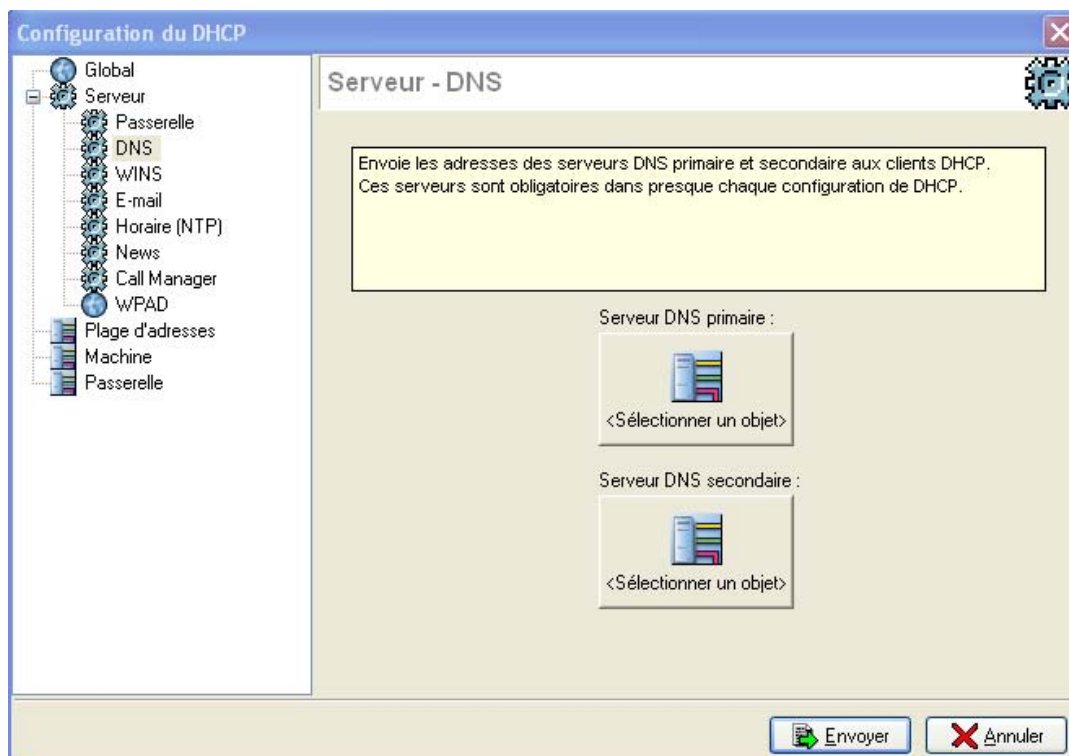 Configuration du DHCP
Global
Serveur
Passerelle
DNS
WINS
E-mail
Horaire (NTP)
News
Call Manager
WPAD
Plage d'adresses
Machine
Passerelle
Serveur - DNS
Envoie les adresses des serveurs DNS primaire et secondaire aux clients DHCP.
Ces serveurs sont obligatoires dans presque chaque configuration de DHCP.
Serveur DNS primaire :
<Sélectionner un objet>
Serveur DNS secondaire :
<Sélectionner un objet>
Envoyer
Annuler